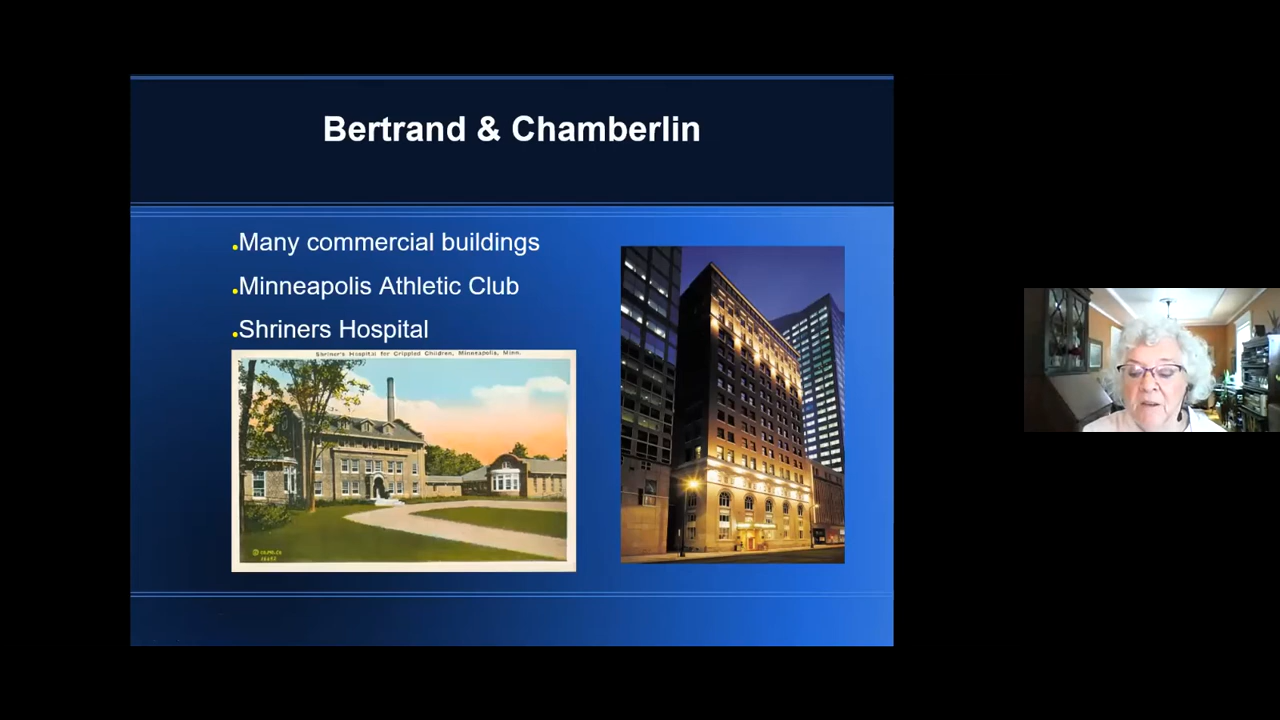 Bertrand & Chamberlin
Many commercial buildings
Minneapolis Athletic Club
Shriners Hospital
Shriner's Hospital for Crippled Children, Minneapolis, Minn.